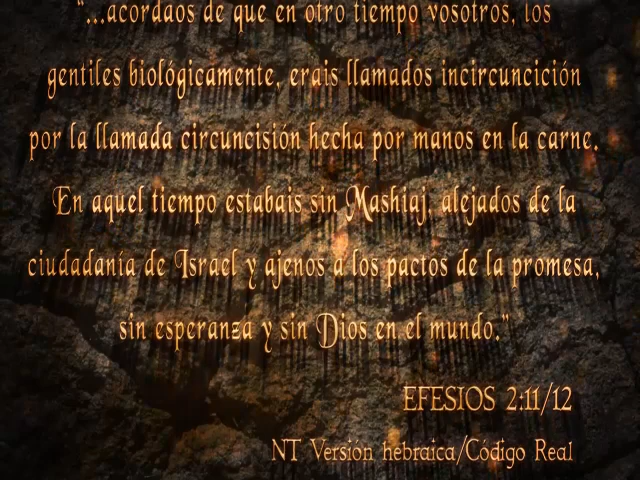 "...acordaos de que en otro tiempo vosotros, los
gentiles biológicamente, erais llamados incircuncición
por la llamada circuncisión hecha por manos en la carne.
En aquel tiempo estabais sin Mashiaj, alejados de la
ciudadanía de Israel y ajenos a los pactos de la promesa,
sin esperanza y sin Dios en el mundo."
EFESIOS 2:11/12
NT Versión hebraica/Código Real